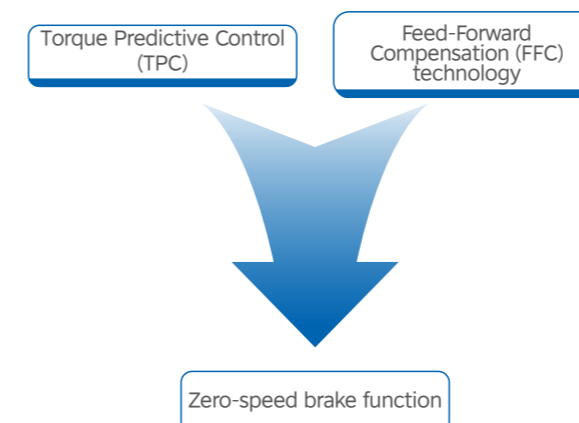 Torque Predictive Control
(TPC)
Feed-Forward
Compensation (FFC)
technology
Zero-speed brake function